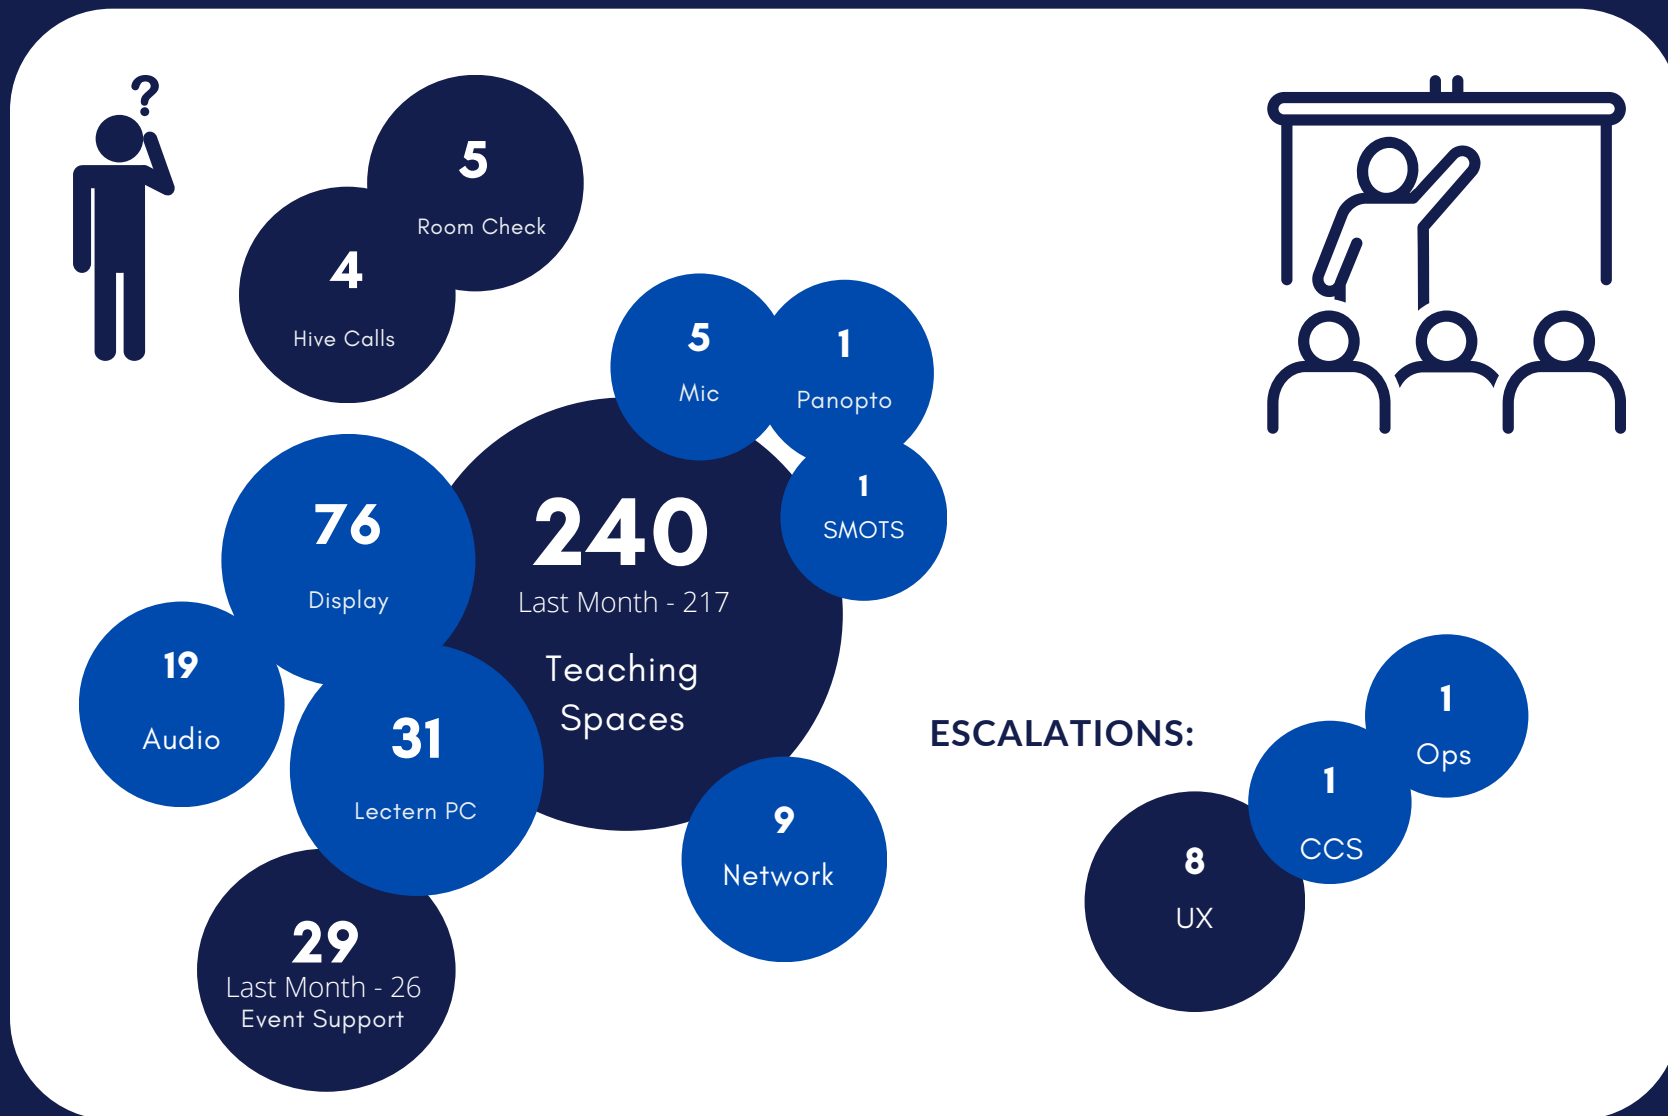 ?
5
Room Check
4
Hive Calls
5
Mic
1
Panopto
1
SMOTS
240
Last Month - 217
Teaching
Spaces
76
Display
19
Audio
31
Lectern PC
9
Network
29
Last Month - 26
Event Support
ESCALATIONS:
1
Ops
1
CCS
8
UX